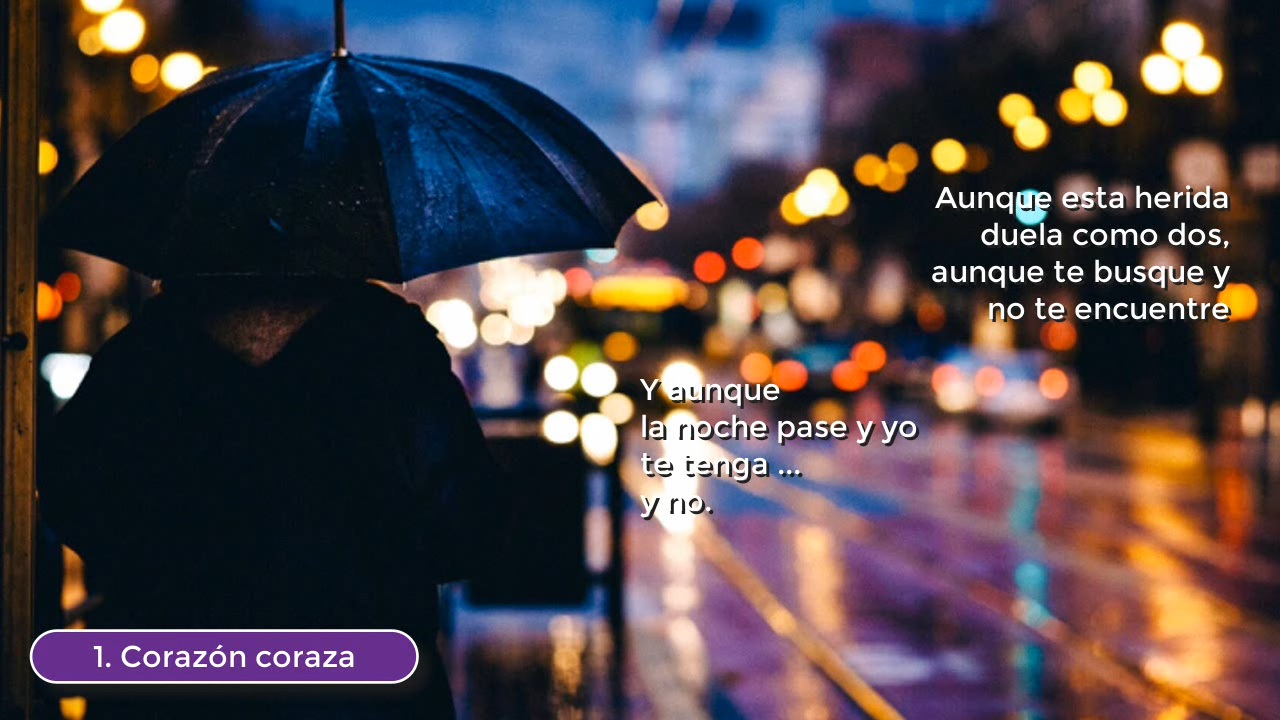 Aunque esta herida
duela como dos,
aunque te busque y
no te encuentre
Y aunque
la noche pase y yo
te tenga ...
y no.
1. Corazón coraza